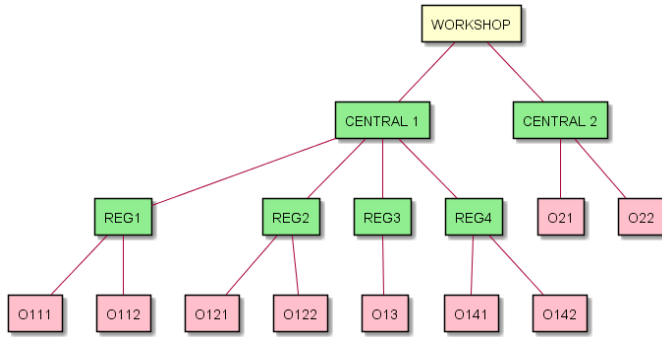 WORKSHOP
CENTRAL 1
CENTRAL 2
REG1
REG2
REG3
REG4
O21
O22
O111
O112
O121
O122
O13
O141
O142